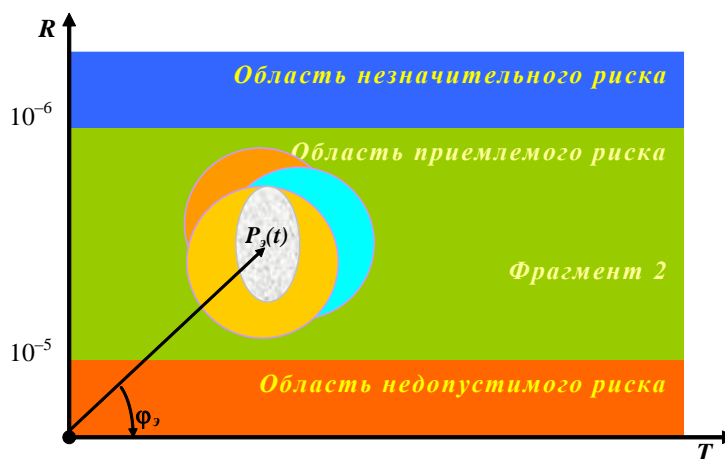 R
Область незначительного риска
10⁻⁶
Область приемлемого риска
Pэ(t)
Фрагмент 2
10⁻⁵
Область недопустимого риска
φэ
T